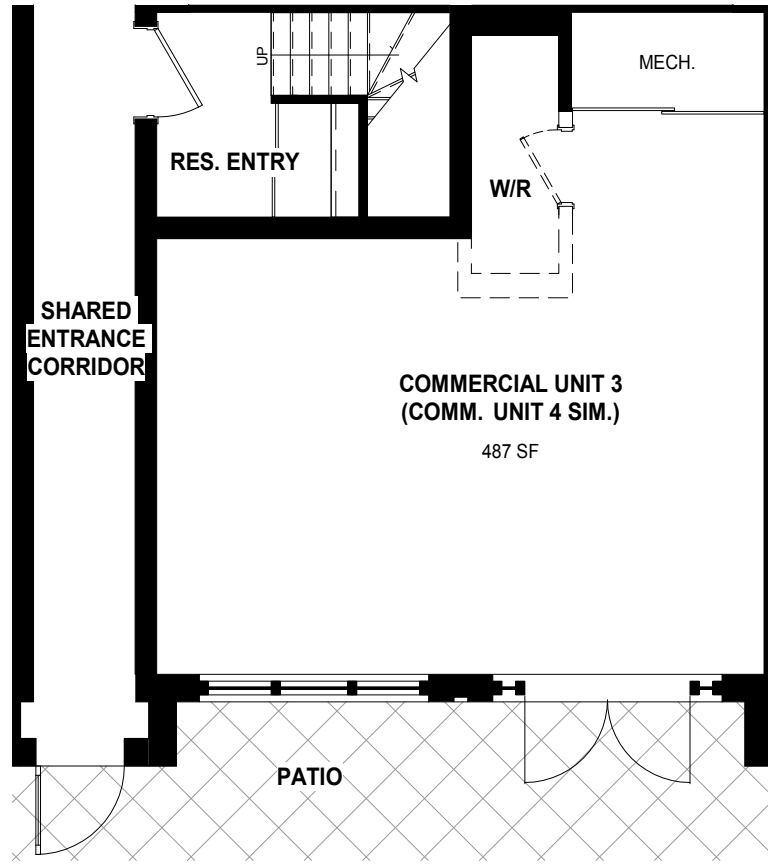 UP
MECH.
RES. ENTRY
W/R
SHARED
ENTRANCE
CORRIDOR
COMMERCIAL UNIT 3
(COMM. UNIT 4 SIM.)
487 SF
PATIO